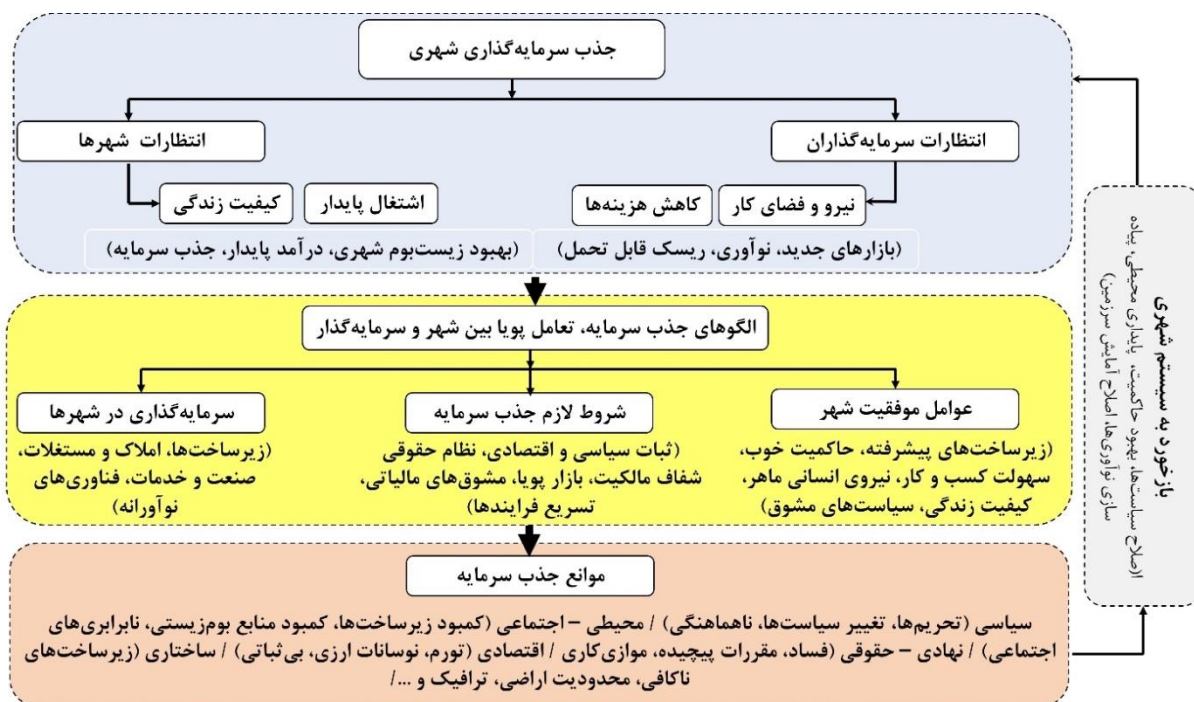 جذب سرمایه‌گذاری شهری
انتظارات سرمایه‌گذاران
انتظارات شهرها
نیرو و فضای کار
کاهش هزینه‌ها
اشتغال پایدار
کیفیت زندگی
(بازارهای جدید، نوآوری، ریسک قابل تحمل)
(بهبود زیست‌بوم شهری، درآمد پایدار، جذب سرمایه)
الگوهای جذب سرمایه، تعامل پویا بین شهر و سرمایه‌گذار
عوامل موفقیت شهر
(زیرساخت‌های پیشرفته، حاکمیت خوب،
سهولت کسب و کار، نیروی انسانی ماهر،
کیفیت زندگی، سیاست‌های مشوق)
شروط لازم جذب سرمایه
(ثبات سیاسی و اقتصادی، نظام حقوقی
شفاف مالکیت، بازار پویا، مشوق‌های مالیاتی،
تسریع فرایندها)
سرمایه‌گذاری در شهرها
(زیرساخت‌ها، املاک و مستغلات،
صنعت و خدمات، فناوری‌های
نوآورانه)
موانع جذب سرمایه
سیاسی (تحریم‌ها، تغییر سیاست‌ها، ناهماهنگی) / محیطی – اجتماعی (کمبود زیرساخت‌ها، کمبود منابع بوم‌زیستی، نابرابری‌های
اجتماعی) / نهادی – حقوقی (فساد، مقررات پیچیده، موازی‌کاری / اقتصادی (تورم، نوسانات ارزی، بی‌ثباتی) / ساختاری (زیرساخت‌های
ناکافی، محدودیت اراضی، ترافیک و ...)/
بازخورد به سیستم شهری
(اصلاح سیاست‌ها، بهبود حاکمیت، پایداری محیطی، پیاده
سازی نوآوری‌ها، اصلاح آمایش سرزمین)